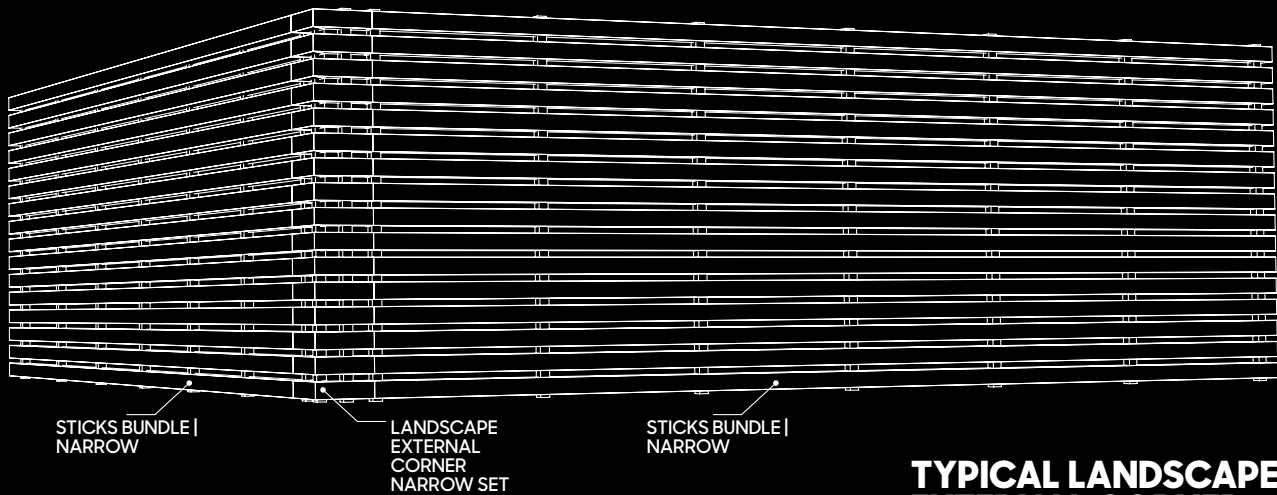 STICKS BUNDLE |
NARROW
LANDSCAPE
EXTERNAL
CORNER
NARROW SET
STICKS BUNDLE |
NARROW
TYPICAL LANDSCAPE